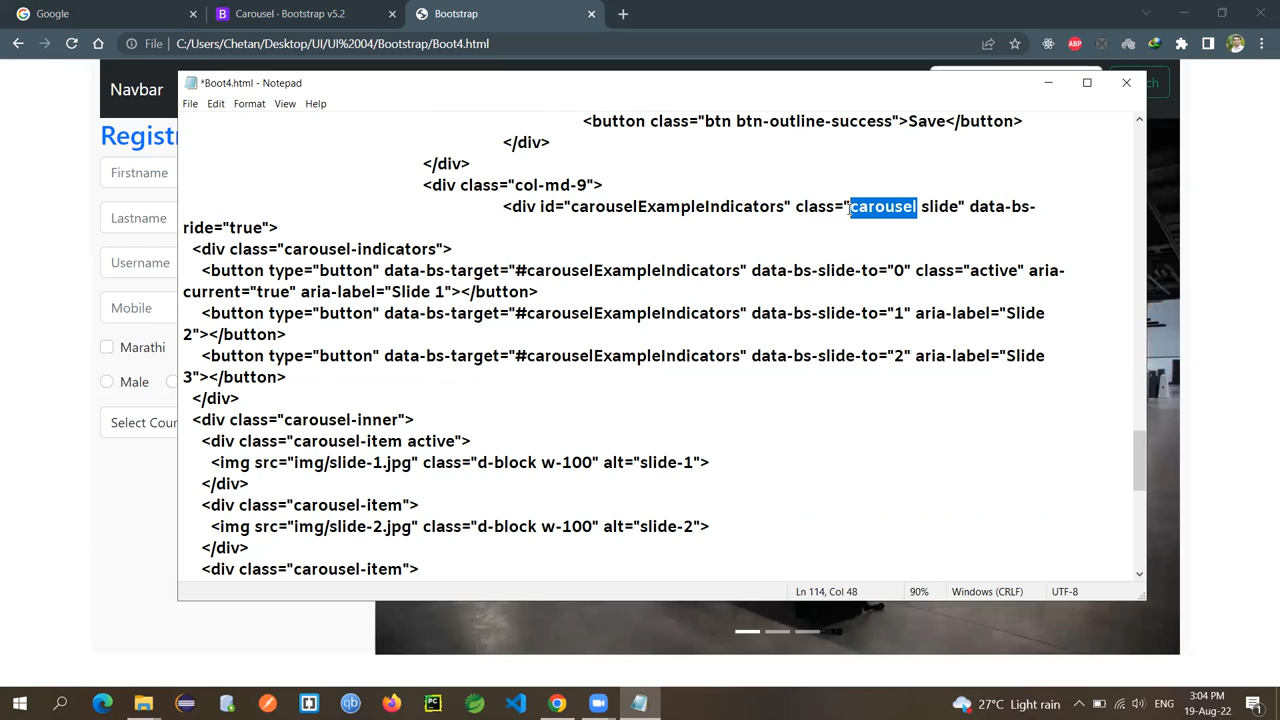 Google
Carousel · Bootstrap v5.2
Bootstrap
File
C:/Users/Chetan/Desktop/UI/UI%2004/Bootstrap/Boot4.html
ABP
Navbar
*Boot4.html - Notepad
File Edit Format View Help
<button class="btn btn-outline-success">Save</button>
</div>
</div>
<div class="col-md-9">
<div id="carouselExampleIndicators" class="carousel slide" data-bs-
ride="true">
<div class="carousel-indicators">
<button type="button" data-bs-target="#carouselExampleIndicators" data-bs-slide-to="0" class="active" aria-
current="true" aria-label="Slide 1"></button>
<button type="button" data-bs-target="#carouselExampleIndicators" data-bs-slide-to="1" aria-label="Slide
2"></button>
<button type="button" data-bs-target="#carouselExampleIndicators" data-bs-slide-to="2" aria-label="Slide
3"></button>
</div>
<div class="carousel-inner">
<div class="carousel-item active">
<img src="img/slide-1.jpg" class="d-block w-100" alt="slide-1">
</div>
<div class="carousel-item">
<img src="img/slide-2.jpg" class="d-block w-100" alt="slide-2">
</div>
<div class="carousel-item">
Ln 114, Col 48
90%
Windows (CRLF)
UTF-8
Registr
Firstname
Lastname
Username
Mobile
Marathi
Male
Select Cour
ch
27°C Light rain
ENG
3:04 PM
19-Aug-22